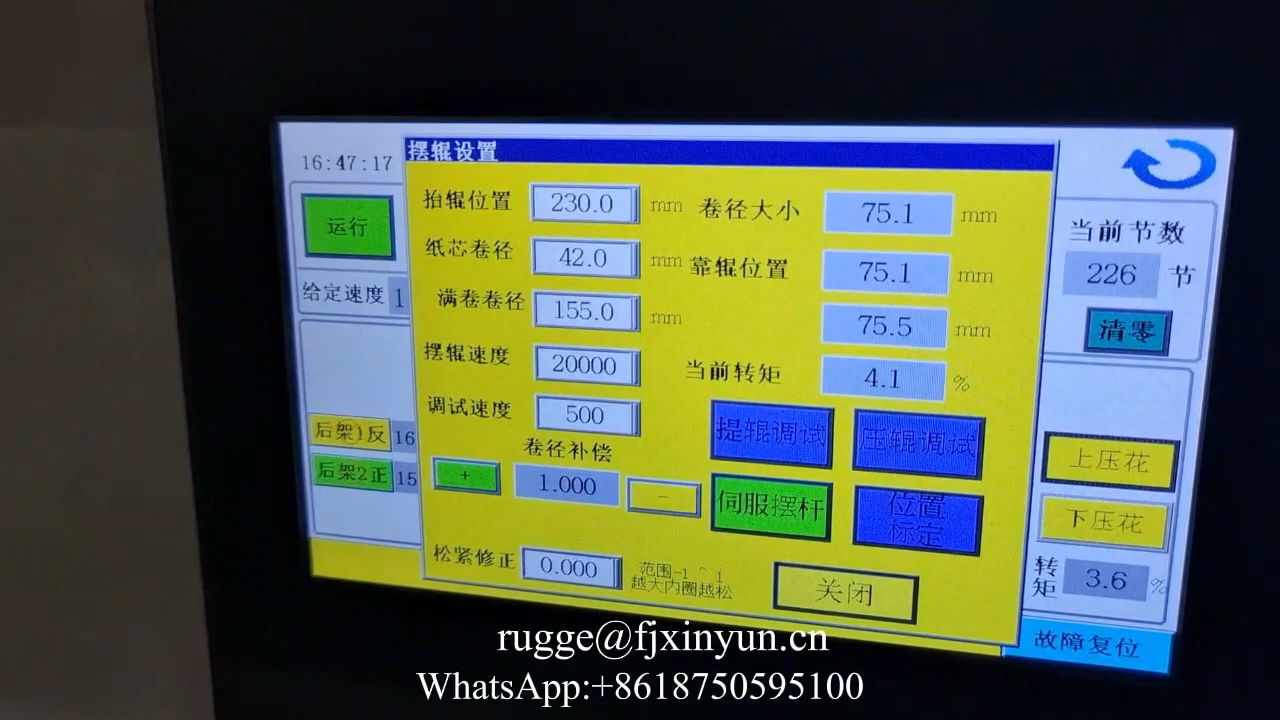 摆辊设置
16:47:17
运行
给定速度 1
后架1反 16
后架2正 15
抬辊位置 230.0 mm
纸芯卷径 42.0 mm
满卷卷径 155.0 mm
摆辊速度 20000
调试速度 500
卷径补偿
+ 1.000 -
松紧修正 0.000 范围-1 ~ 1
越大内圈越松
卷径大小 75.1 mm
靠辊位置 75.1 mm
75.5 mm
当前转矩 4.1 %
提辊调试 压辊调试
伺服摆杆 位置
标定
关闭
当前节数
226 节
清零
上压花
下压花
转矩 3.6 %
故障复位
rugge@fjxinyun.cn
WhatsApp:+8618750595100